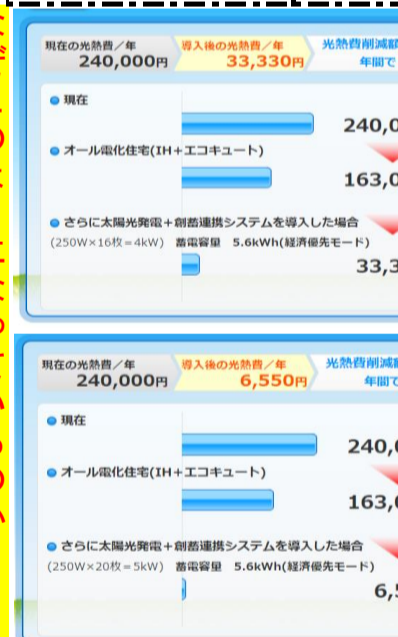 現在の光熱費/年
240,000円
導入後の光熱費/年
33,330円
光熱費削減額
年間で
現在
240,0
オール電化住宅(IH+エコキュート)
163,0
さらに太陽光発電+創蓄連携システムを導入した場合
(250W×16枚=4kW) 蓄電容量 5.6kWh(経済優先モード)
33,3
現在の光熱費/年
240,000円
導入後の光熱費/年
6,550円
光熱費削減額
年間で
現在
240,0
オール電化住宅(IH+エコキュート)
163,0
さらに太陽光発電+創蓄連携システムを導入した場合
(250W×20枚=5kW) 蓄電容量 5.6kWh(経済優先モード)
6,5